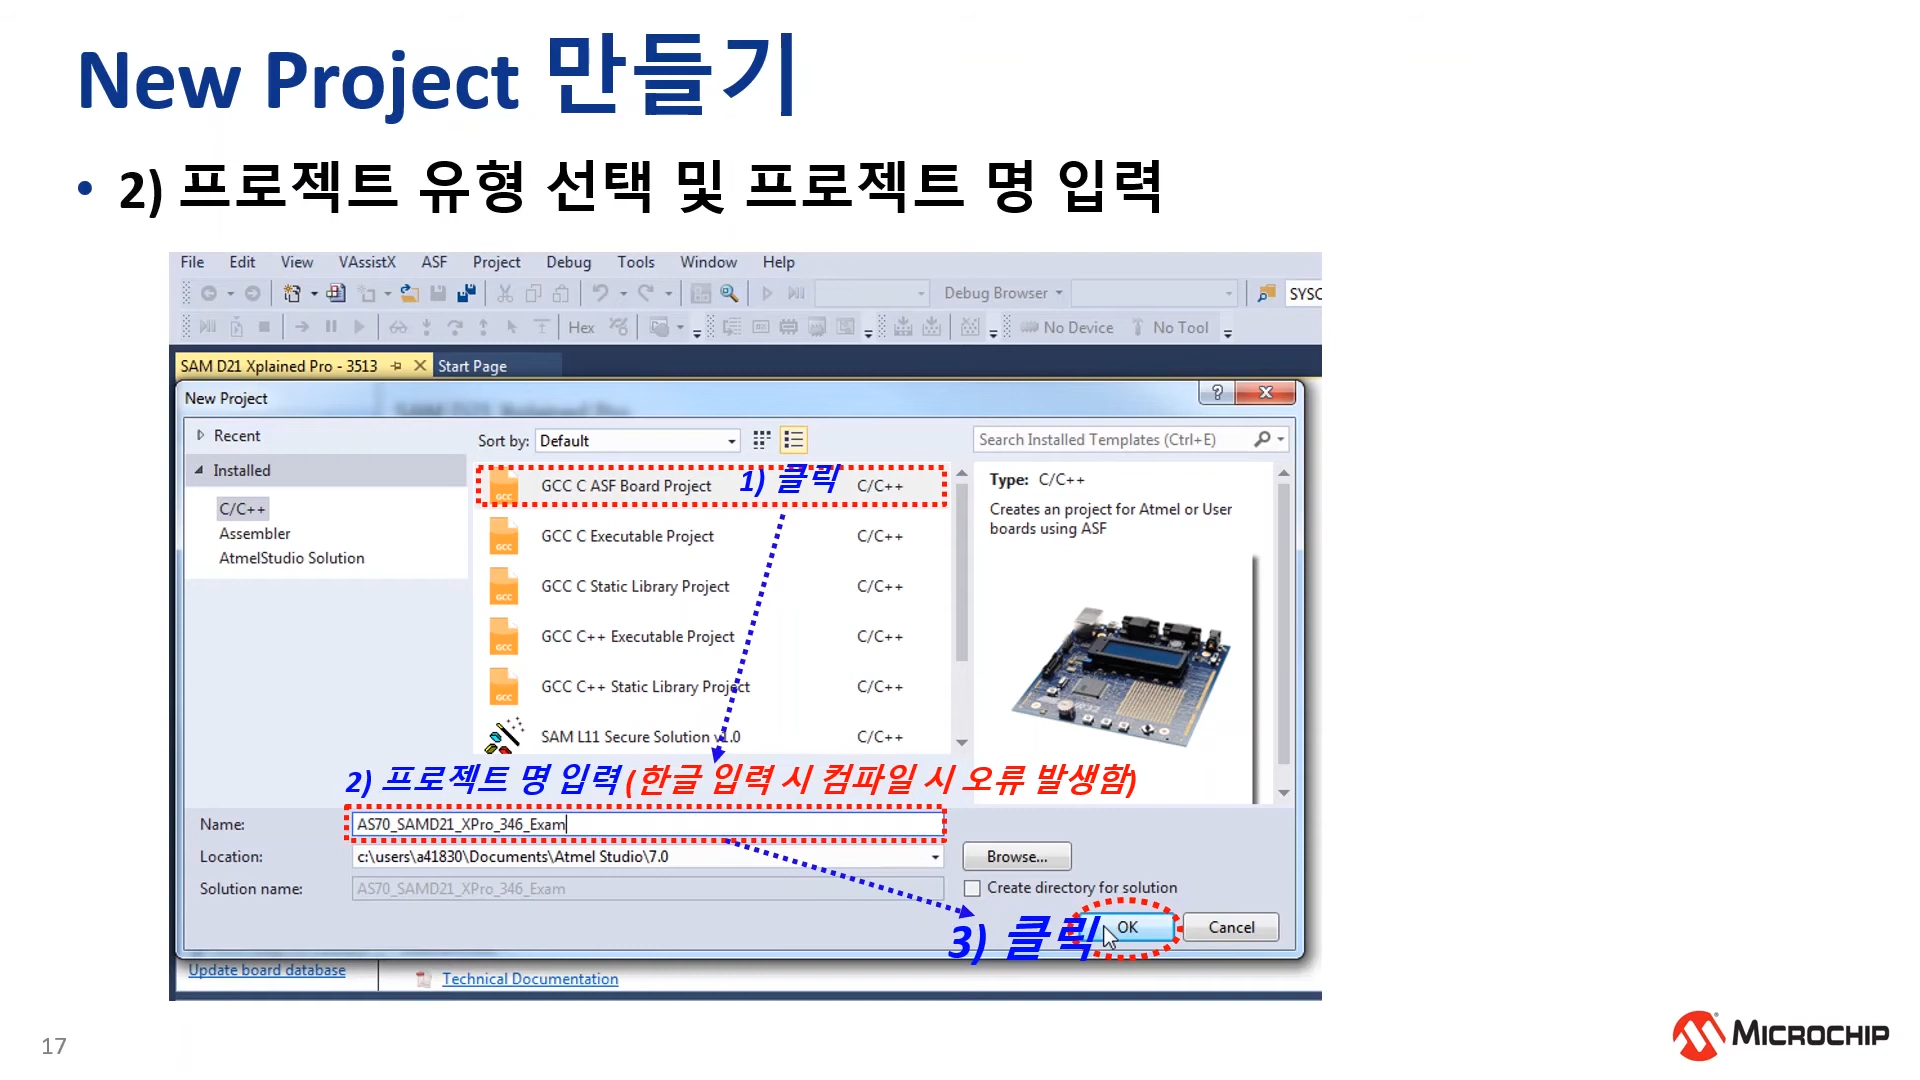 New Project 만들기
• 2) 프로젝트 유형 선택 및 프로젝트 명 입력
File Edit View VAssistX ASF Project Debug Tools Window Help
Debug Browser SYSC
Hex No Device No Tool
SAM D21 Xplained Pro - 3513 Start Page
New Project
Recent
Sort by: Default
Search Installed Templates (Ctrl+E)
Installed
C/C++
Assembler
AtmelStudio Solution
GCC C ASF Board Project 1) 클릭 C/C++
GCC C Executable Project C/C++
GCC C Static Library Project C/C++
GCC C++ Executable Project C/C++
GCC C++ Static Library Project C/C++
SAM L11 Secure Solution v1.0 C/C++
Type: C/C++
Creates an project for Atmel or User
boards using ASF
2) 프로젝트 명 입력 (한글 입력 시 컴파일 시 오류 발생함)
Name: AS70_SAMD21_XPro_346_Exam
Location: c:\users\a41830\Documents\Atmel Studio\7.0 Browse...
Solution name: AS70_SAMD21_XPro_346_Exam Create directory for solution
3) 클릭 OK Cancel
Update board database Technical Documentation
17
MICROCHIP